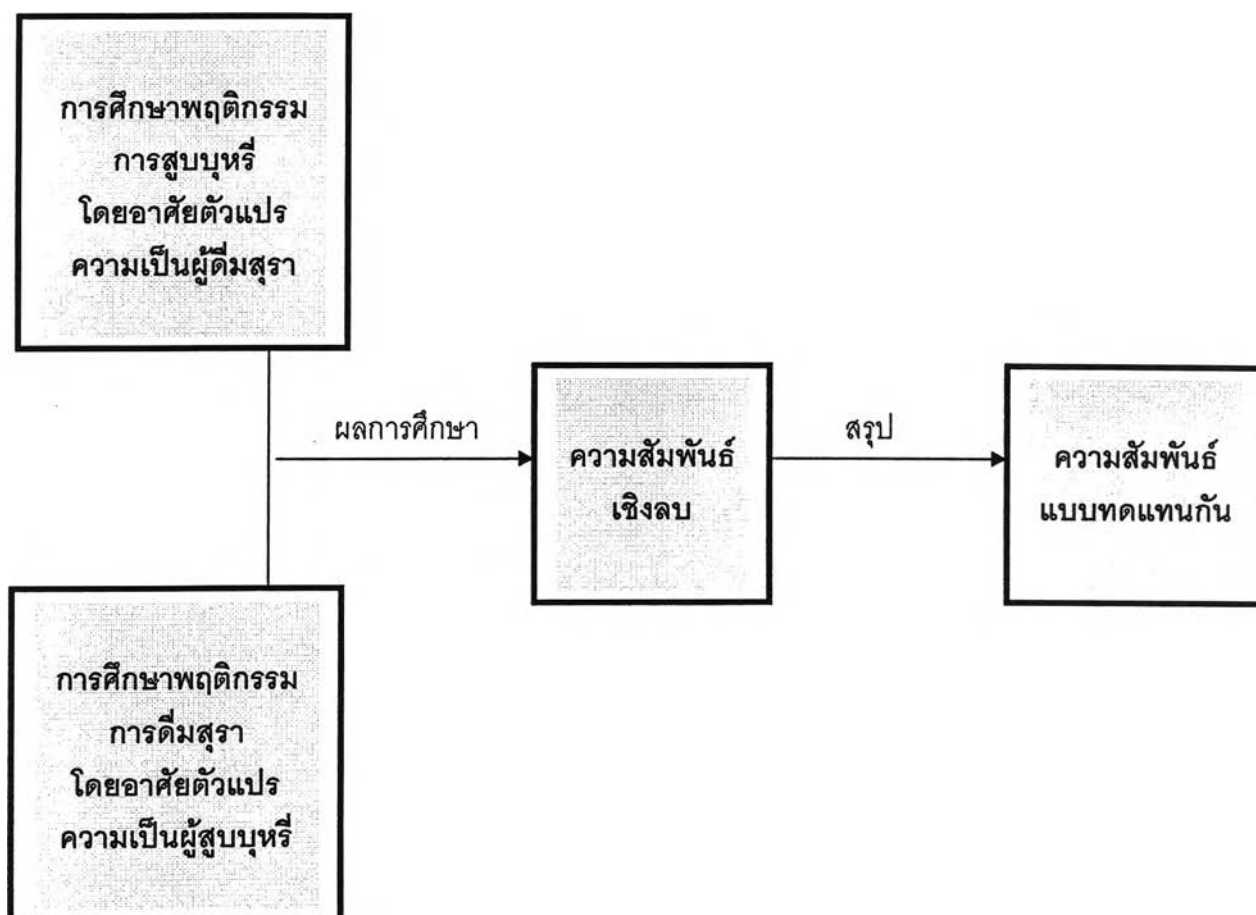 การศึกษาพฤติกรรม
การสูบบุหรี่
โดยอาศัยตัวแปร
ความเป็นผู้ดื่มสุรา
ผลการศึกษา
ความสัมพันธ์
เชิงลบ
สรุป
ความสัมพันธ์
แบบทดแทนกัน
การศึกษาพฤติกรรม
การดื่มสุรา
โดยอาศัยตัวแปร
ความเป็นผู้สูบบุหรี่